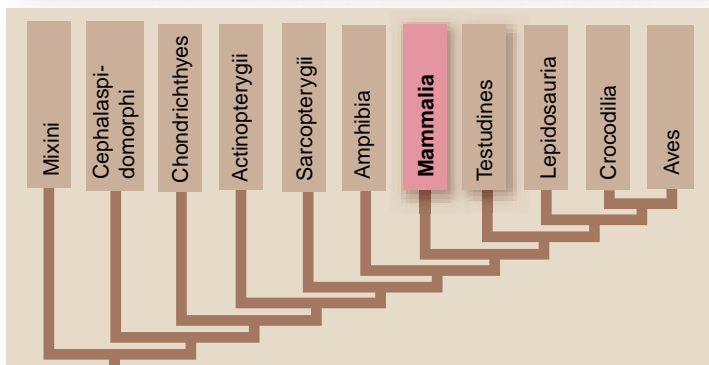 Mixini
Cephalaspi-
domorphi
Chondrichthyes
Actinopterygii
Sarcopterygii
Amphibia
Mammalia
Testudines
Lepidosauria
Crocodilia
Aves